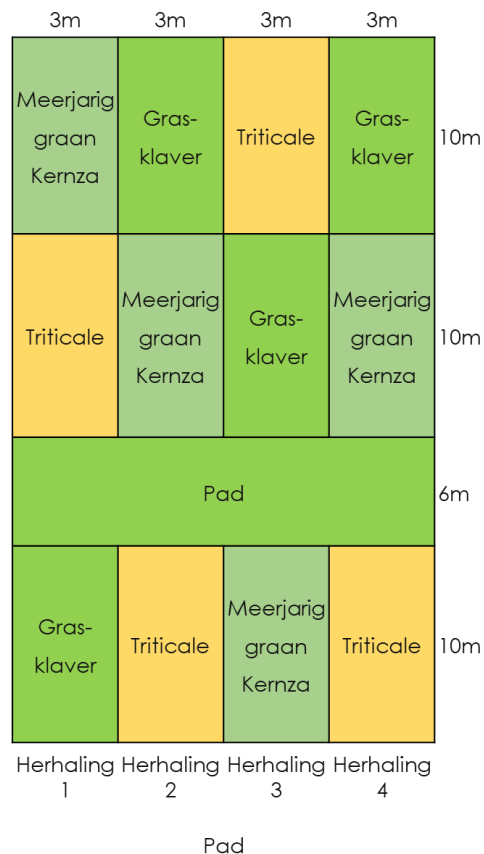 3m 3m 3m 3m
Meerjarig
graan
Kernza
Gras-
klaver
Triticale
Gras-
klaver
10m
Triticale
Meerjarig
graan
Kernza
Gras-
klaver
Meerjarig
graan
Kernza
10m
Pad
6m
Gras-
klaver
Triticale
Meerjarig
graan
Kernza
Triticale
10m
Herhaling
1
Herhaling
2
Herhaling
3
Herhaling
4
Pad